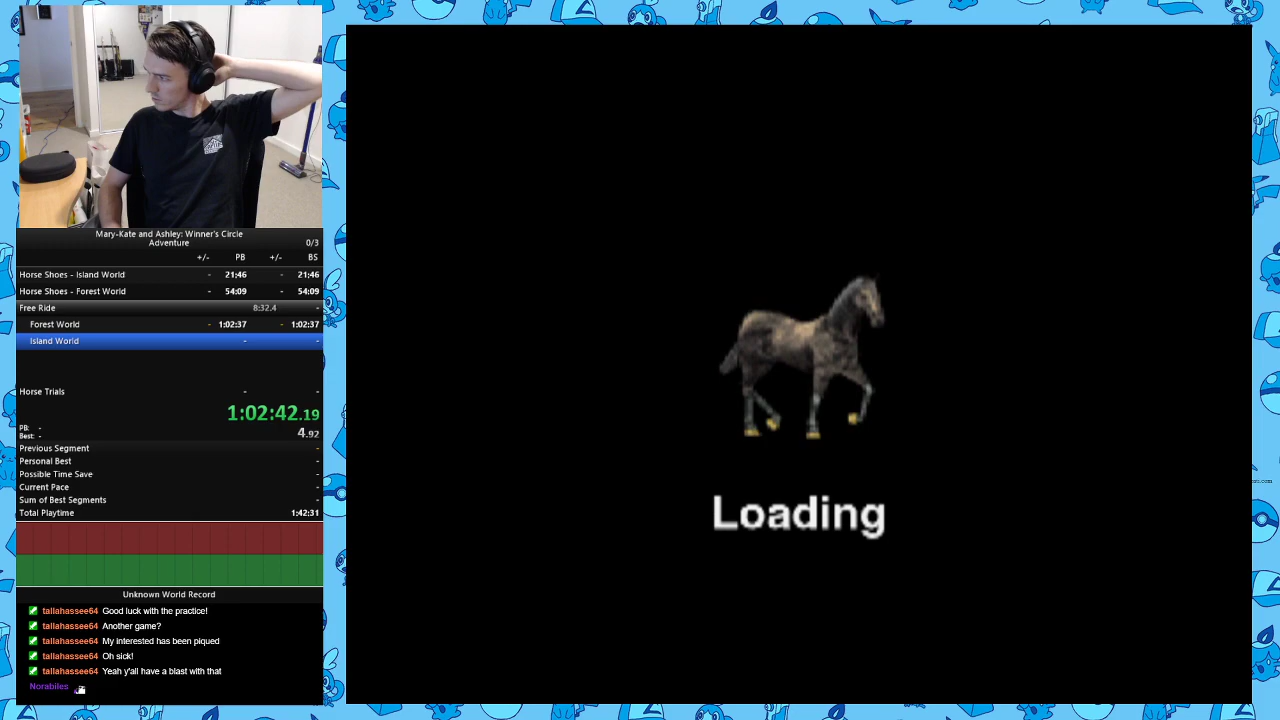 Mary-Kate and Ashley: Winner's Circle
Adventure 0/3
+/- PB +/- BS
Horse Shoes - Island World - 21:46 - 21:46
Horse Shoes - Forest World - 54:09 - 54:09
Free Ride 8:32.4 -
Forest World - 1:02:37 - 1:02:37
Island World - -
Horse Trials - -
1:02:42.19
PB: -
Best: - 4.92
Previous Segment -
Personal Best -
Possible Time Save -
Current Pace -
Sum of Best Segments -
Total Playtime 1:42:31
Unknown World Record
tallahassee64 Good luck with the practice!
tallahassee64 Another game?
tallahassee64 My interested has been piqued
tallahassee64 Oh sick!
tallahassee64 Yeah y'all have a blast with that
Norabiles
Loading